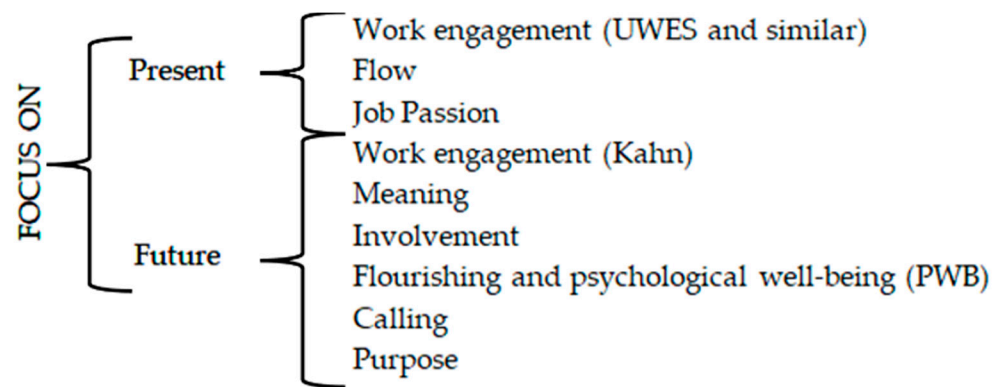 FOCUS ON
Present
Work engagement (UWES and similar)
Flow
Job Passion
Future
Work engagement (Kahn)
Meaning
Involvement
Flourishing and psychological well-being (PWB)
Calling
Purpose